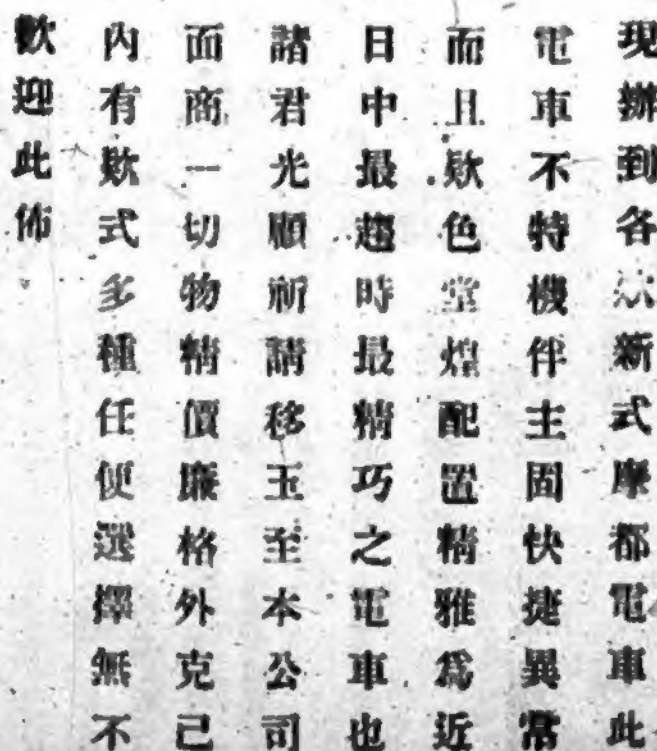 現辦到各欵新式摩都電車此
電車不特機件主固快捷異常
而且欵色堂煌配置精雅爲近
日中最趨時最精巧之電車也
諸君光顧祈請移玉至本公司
面商一切物精價廉格外克己
內有欵式多種任便選擇無不
歡迎此佈